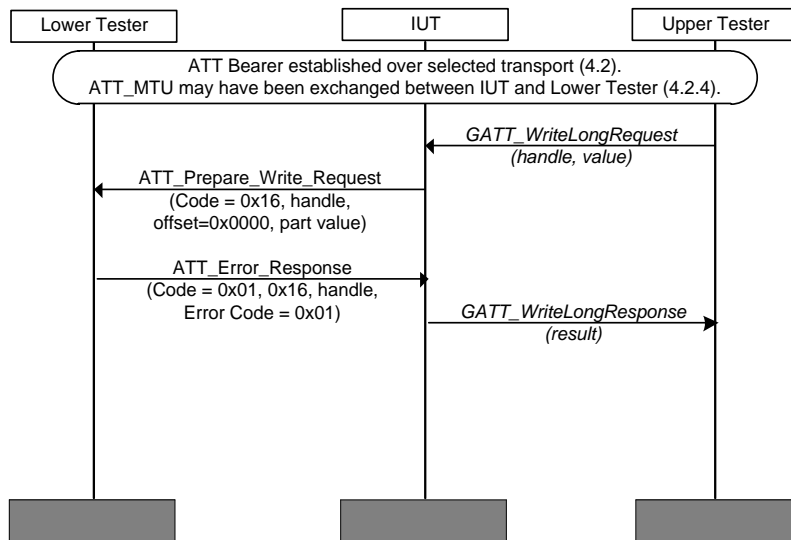 Lower Tester
IUT
Upper Tester
ATT Bearer established over selected transport (4.2).
ATT_MTU may have been exchanged between IUT and Lower Tester (4.2.4).
GATT_WriteLongRequest
(handle, value)
ATT_Prepare_Write_Request
(Code = 0x16, handle,
offset=0x0000, part value)
ATT_Error_Response
(Code = 0x01, 0x16, handle,
Error Code = 0x01)
GATT_WriteLongResponse
(result)